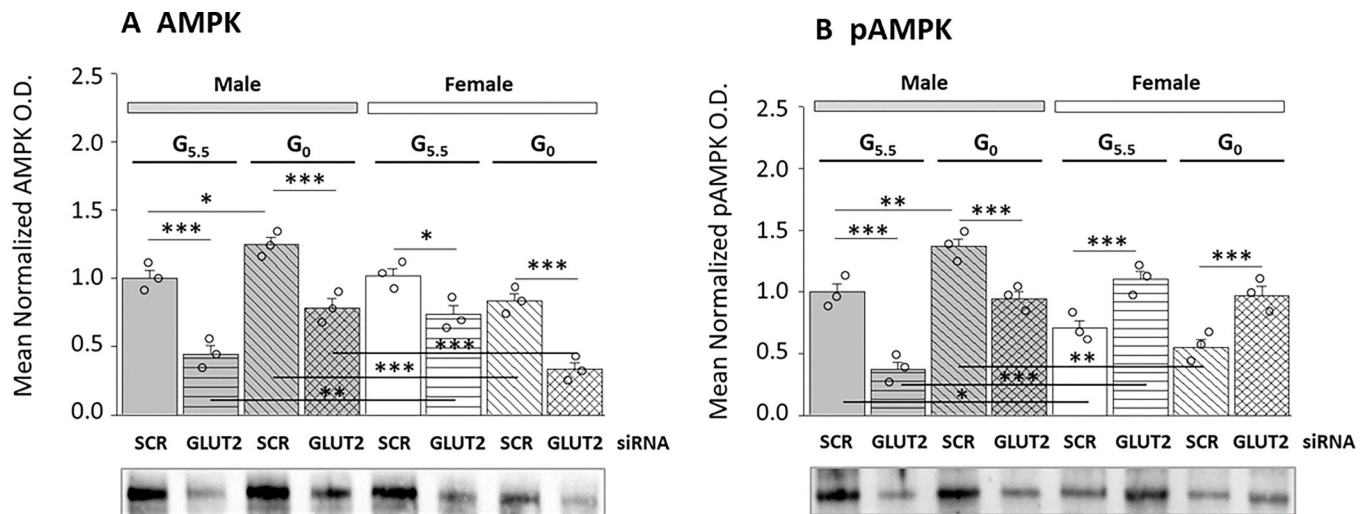 A AMPK
Mean Normalized AMPK O.D.
2.5
2.0
1.5
1.0
0.5
0.0
Male Female
G5.5 G0 G5.5 G0
***
*
***
*
***
***
***
**
SCR GLUT2 SCR GLUT2 SCR GLUT2 SCR GLUT2 siRNA
B pAMPK
Mean Normalized pAMPK O.D.
2.5
2.0
1.5
1.0
0.5
0.0
Male Female
G5.5 G0 G5.5 G0
**
***
***
***
***
**
***
*
SCR GLUT2 SCR GLUT2 SCR GLUT2 SCR GLUT2 siRNA